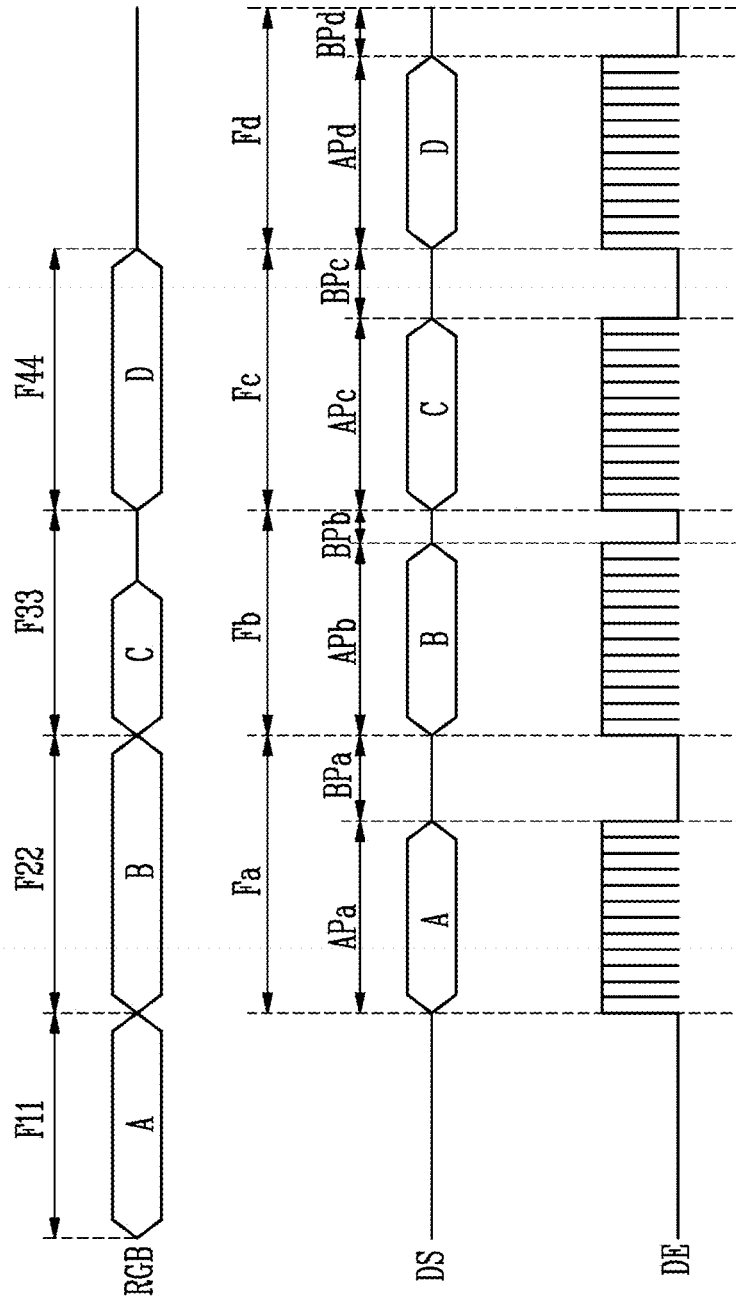 F11 F22 F33 F44
RGB A B C D
Fa Fb Fc Fd
APa BPa APb BPb APc BPc APd BPd
DS A B C D
DE